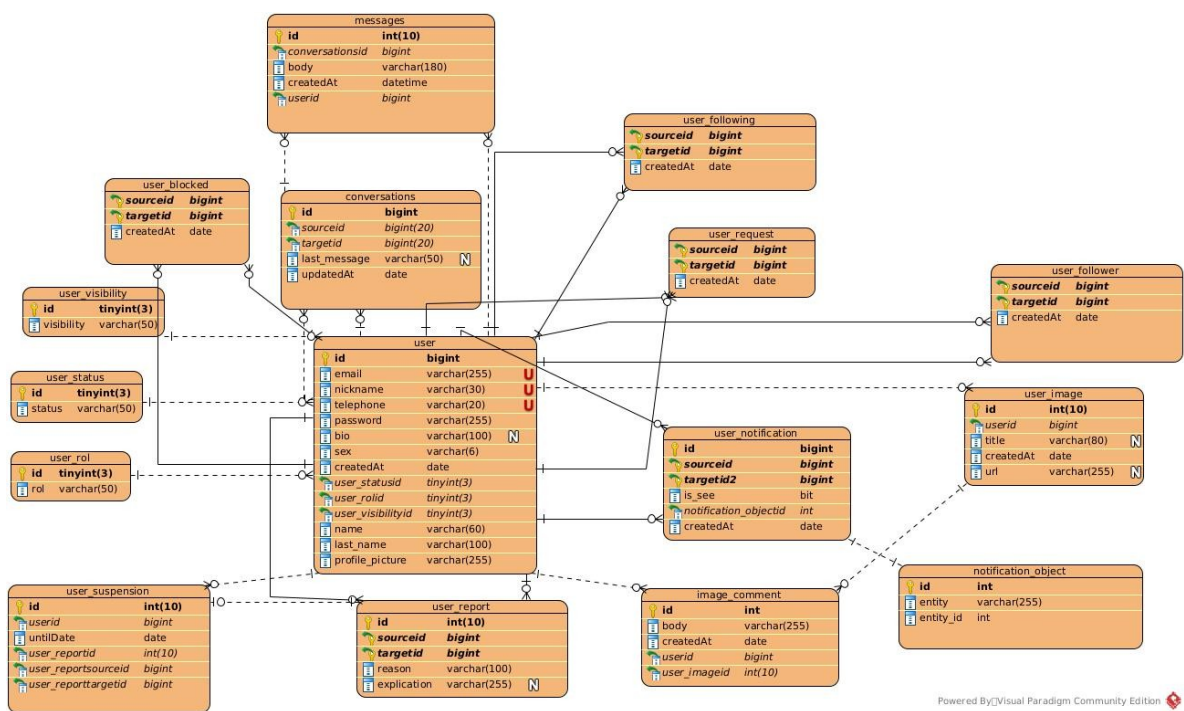 messages
id int(10)
conversationsid bigint
body varchar(180)
createdAt datetime
userid bigint
user_following
sourceid bigint
targetid bigint
createdAt date
user_blocked
sourceid bigint
targetid bigint
createdAt date
conversations
id bigint
sourceid bigint(20)
targetid bigint(20)
last_message varchar(50) N
updatedAt date
user_request
sourceid bigint
targetid bigint
createdAt date
user_follower
sourceid bigint
targetid bigint
createdAt date
user_visibility
id tinyint(3)
visibility varchar(50)
user
id bigint
email varchar(255) U
nickname varchar(30) U
telephone varchar(20) U
password varchar(255)
bio varchar(100) N
sex varchar(6)
createdAt date
user_statusid tinyint(3)
user_rolid tinyint(3)
user_visibilityid tinyint(3)
name varchar(60)
last_name varchar(100)
profile_picture varchar(255)
user_status
id tinyint(3)
status varchar(50)
user_image
id int(10)
userid bigint
title varchar(80) N
createdAt date
url varchar(255) N
user_rol
id tinyint(3)
rol varchar(50)
user_notification
id bigint
sourceid bigint
targetid2 bigint
is_see bit
notification_objectid int
createdAt date
notification_object
id int
entity varchar(255)
entity_id int
user_suspension
id int(10)
userid bigint
untilDate date
user_reportid int(10)
user_reportsourceid bigint
user_reporttargetid bigint
user_report
id int(10)
sourceid bigint
targetid bigint
reason varchar(100)
explication varchar(255) N
image_comment
id int
body varchar(255)
createdAt date
userid bigint
user_imageid int(10)
Powered By Visual Paradigm Community Edition